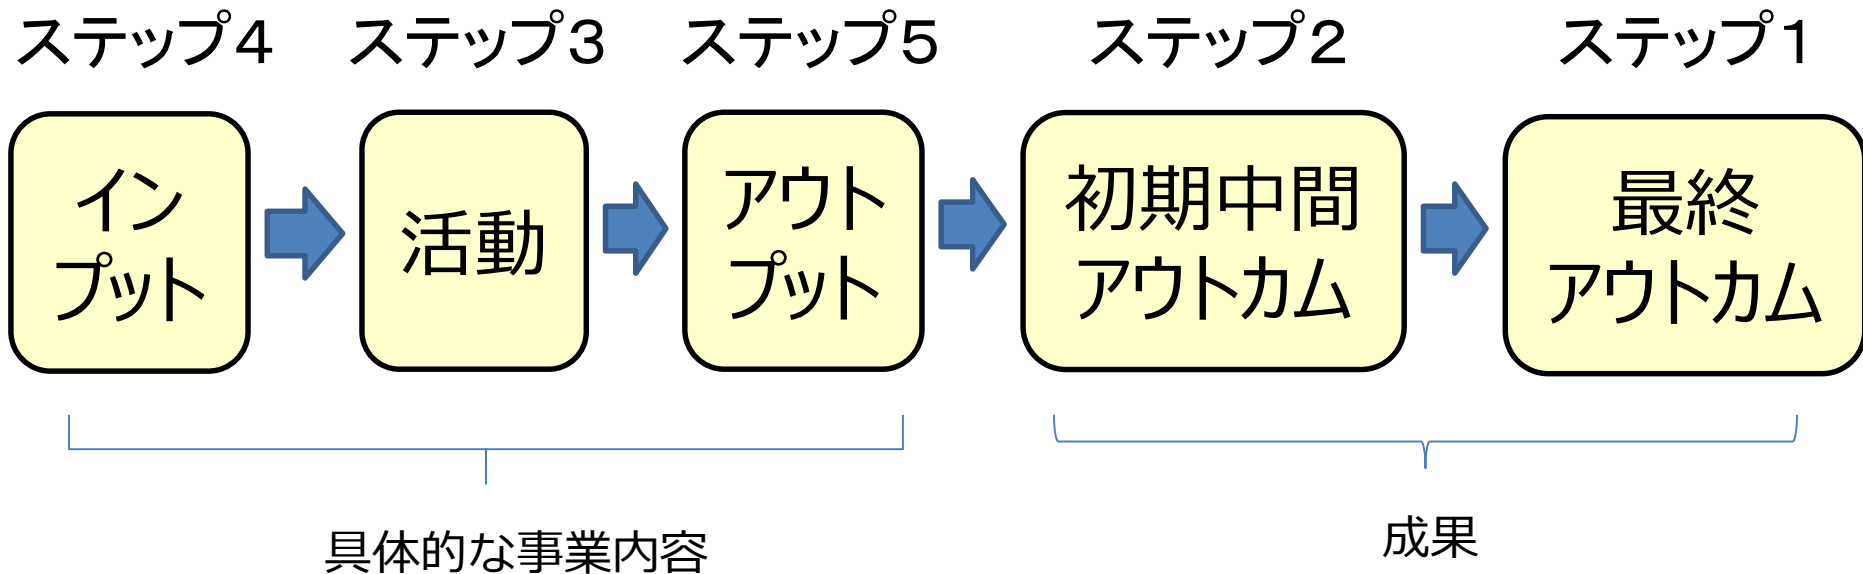 ステップ4
ステップ3
ステップ5
ステップ2
ステップ1
イン
プット
活動
アウト
プット
初期中間
アウトカム
最終
アウトカム
具体的な事業内容
成果